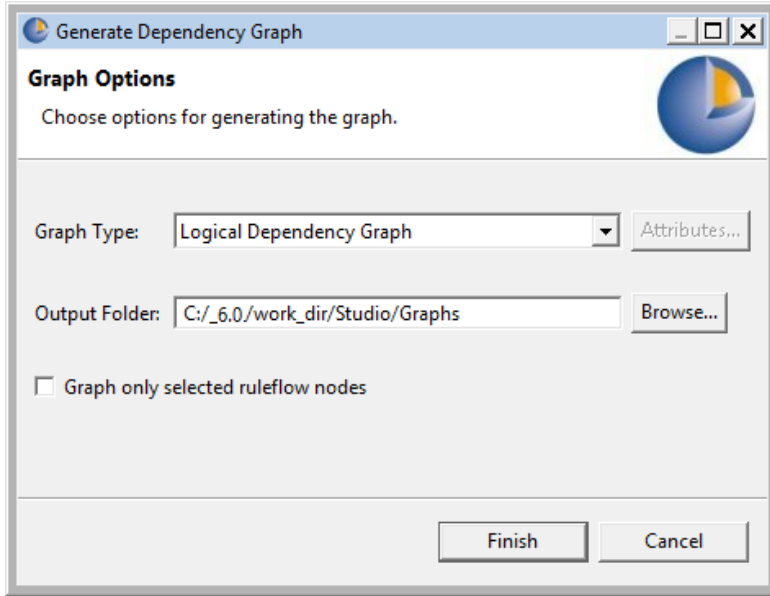 Generate Dependency Graph
Graph Options
Choose options for generating the graph.
Graph Type: Logical Dependency Graph Attributes...
Output Folder: C:/_6.0./work_dir/Studio/Graphs Browse...
Graph only selected ruleflow nodes
Finish Cancel